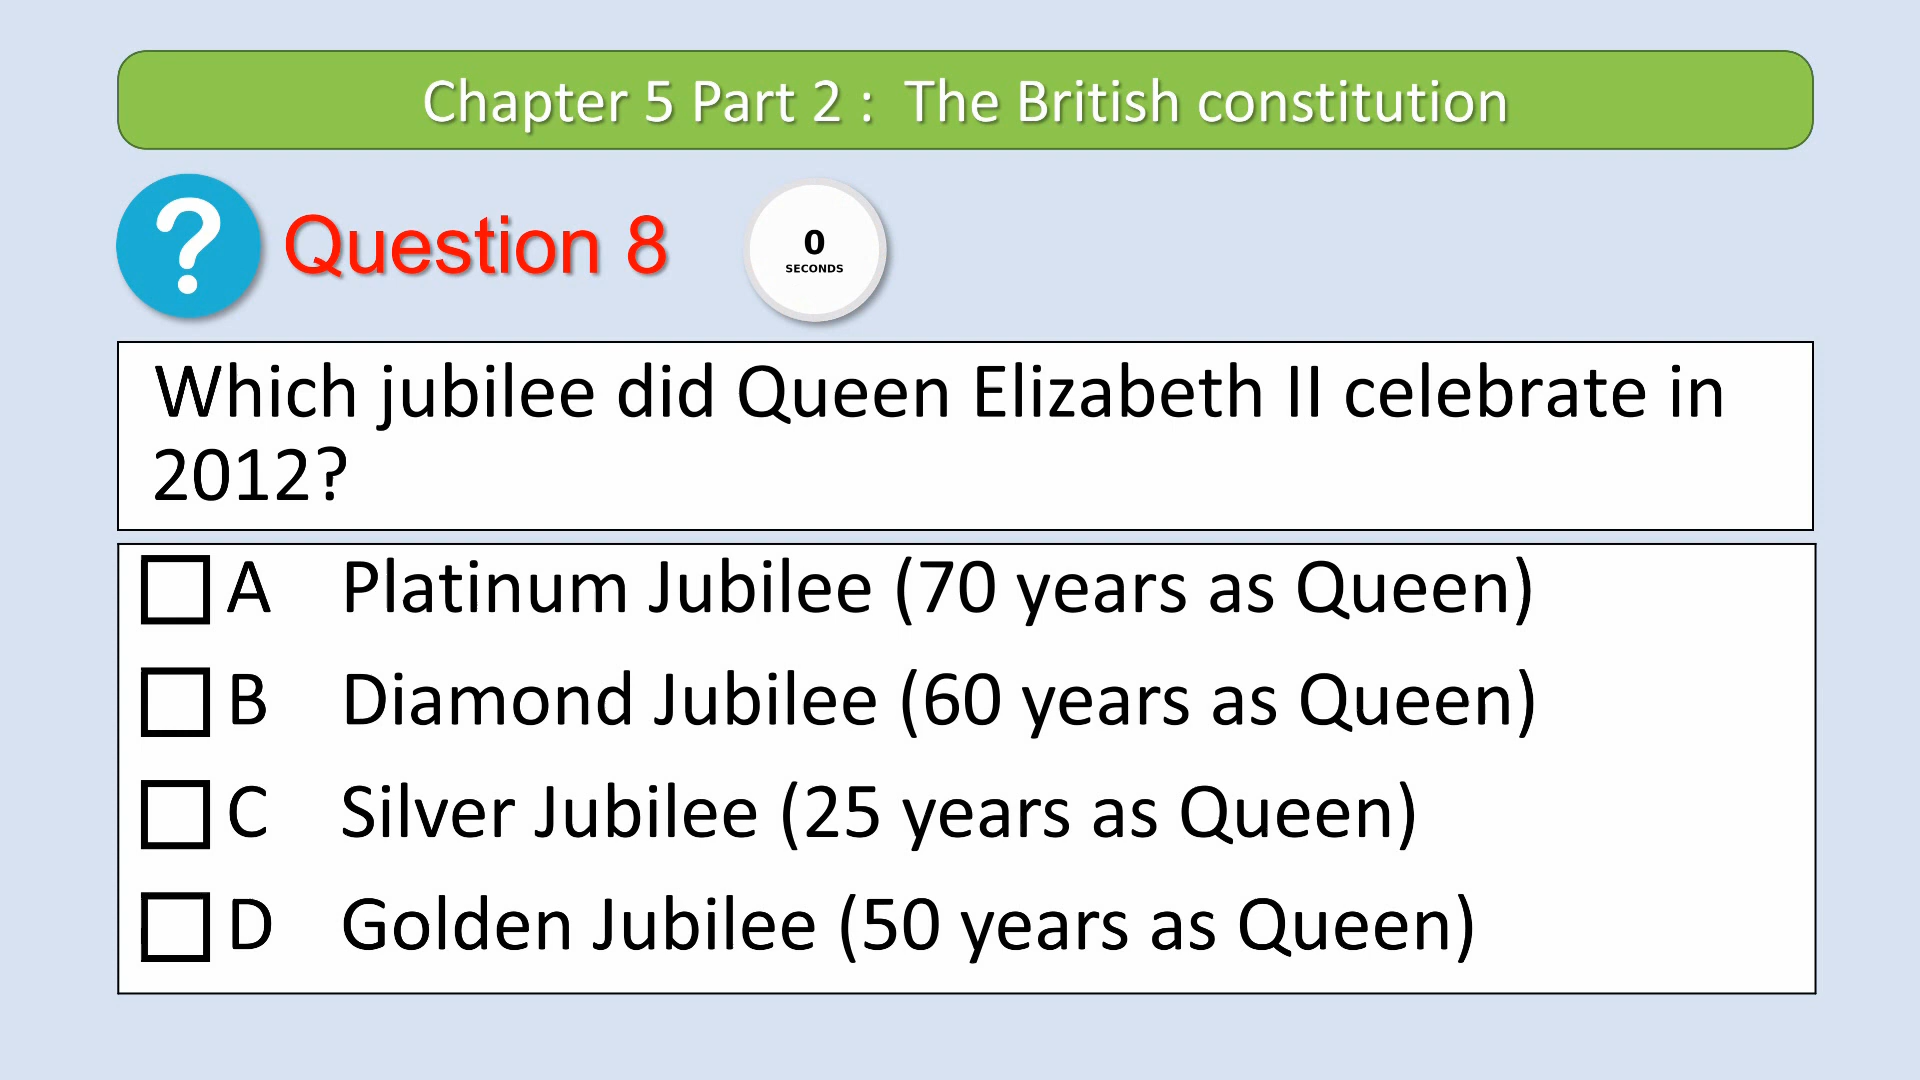 Chapter 5 Part 2 : The British constitution
?
Question 8
0
SECONDS
Which jubilee did Queen Elizabeth II celebrate in
2012?
A Platinum Jubilee (70 years as Queen)
B Diamond Jubilee (60 years as Queen)
C Silver Jubilee (25 years as Queen)
D Golden Jubilee (50 years as Queen)